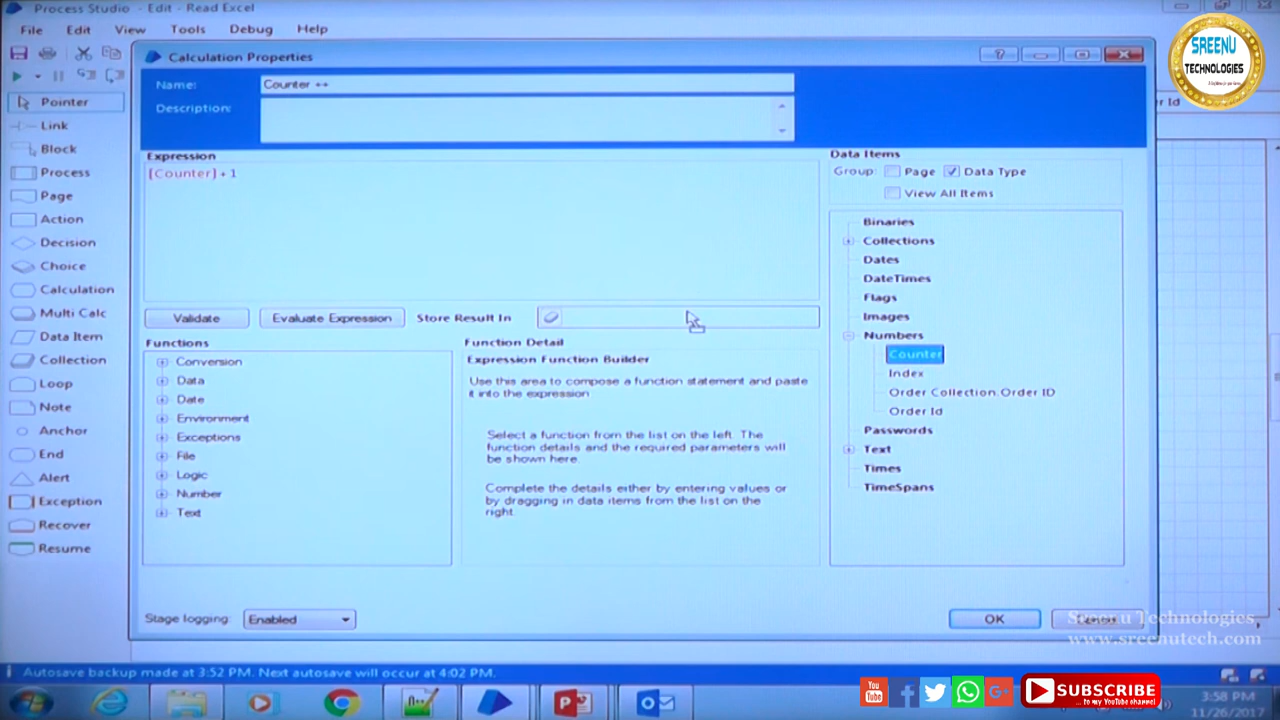 Process Studio - Edit - Read Excel
File Edit View Tools Debug Help
SREENU
TECHNOLOGIES
Calculation Properties
Name: Counter ++
Description:
Pointer
Link
Block
Process
Page
Action
Decision
Choice
Calculation
Multi Calc
Data Item
Collection
Loop
Note
Anchor
End
Alert
Exception
Recover
Resume
Expression
[Counter]+1
Validate Evaluate Expression Store Result In
Functions
Conversion
Data
Date
Environment
Exceptions
File
Logic
Number
Text
Function Detail
Expression Function Builder
Use this area to compose a function statement and paste
it into the expression
Select a function from the list on the left. The
function details and the required parameters will
be shown here.
Complete the details either by entering values or
by dragging in data items from the list on the
right.
Data Items
Group: Page Data Type
View All Items
Binaries
Collections
Dates
DateTimes
Flags
Images
Numbers
Counter
Index
Order Collection.Order ID
Order Id
Passwords
Text
Times
TimeSpans
Stage logging: Enabled
OK
Sreenu Technologies
www.sreenutech.com
Autosave backup made at 3:52 PM. Next autosave will occur at 4:02 PM.
You
Tube
SUBSCRIBE
to my YouTube channel
3:58 PM
11/26/2017